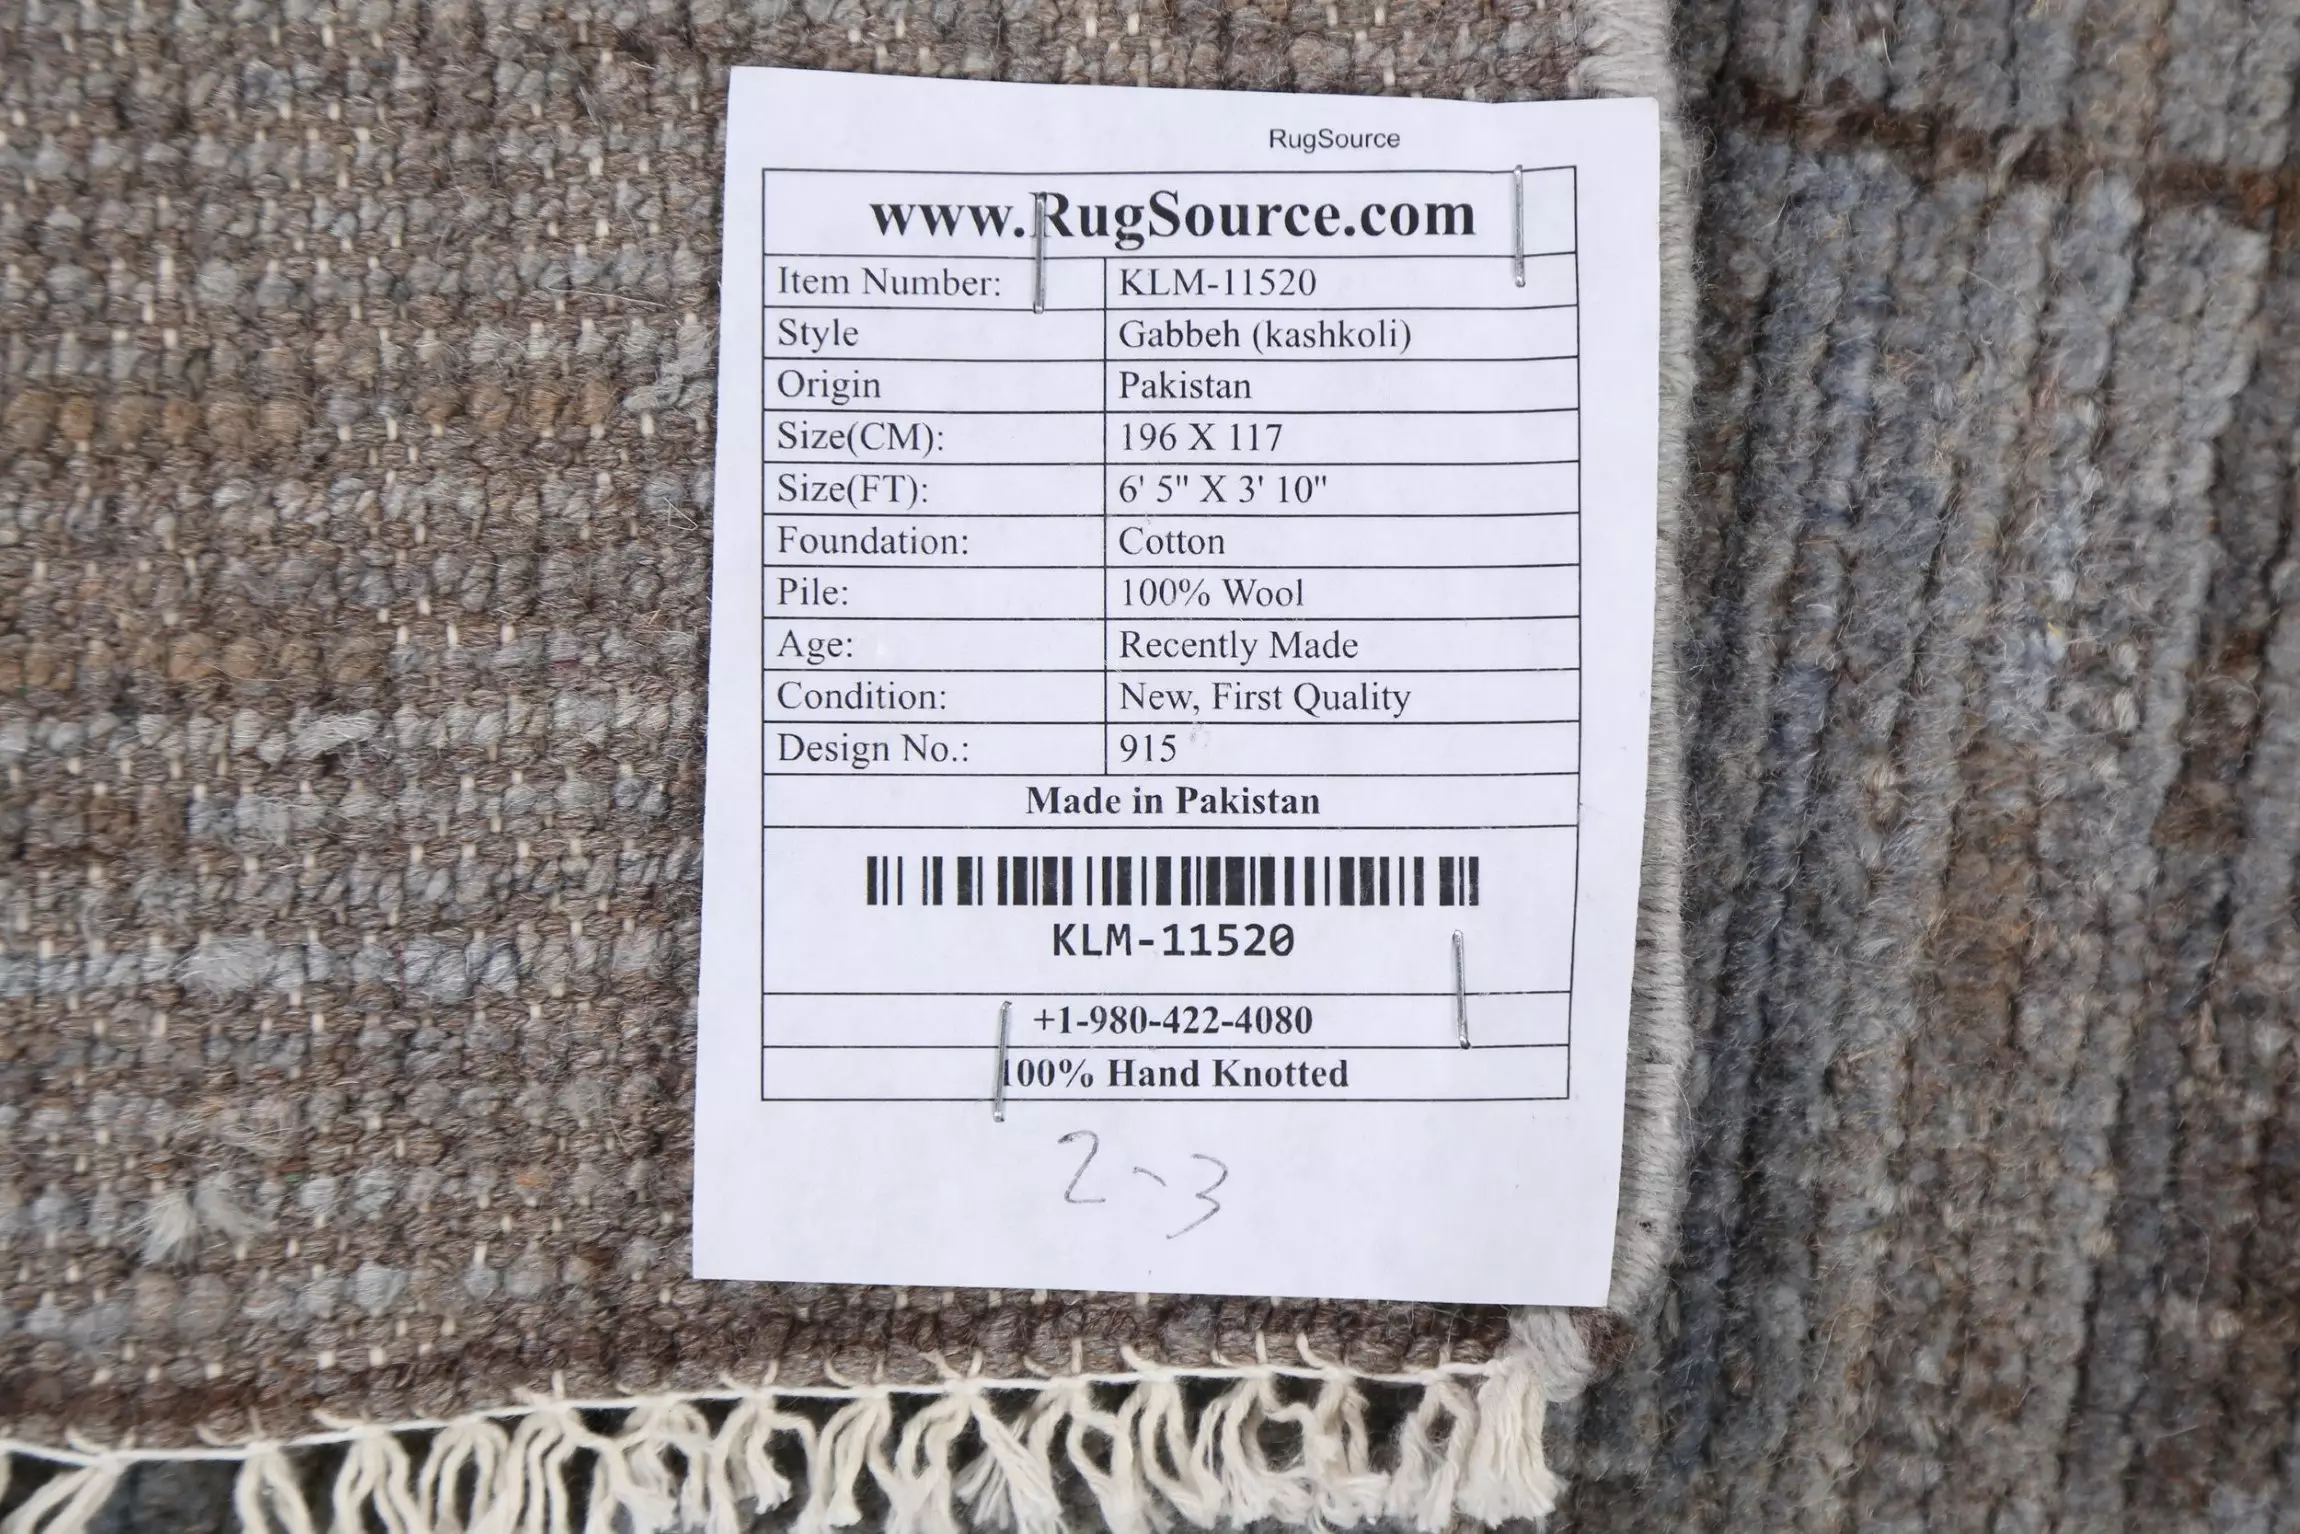 RugSource
www.RugSource.com
Item Number: KLM-11520
Style Gabbeh (kashkoli)
Origin Pakistan
Size(CM): 196 X 117
Size(FT): 6' 5" X 3' 10"
Foundation: Cotton
Pile: 100% Wool
Age: Recently Made
Condition: New, First Quality
Design No.: 915
Made in Pakistan
KLM-11520
+1-980-422-4080
100% Hand Knotted
2-3